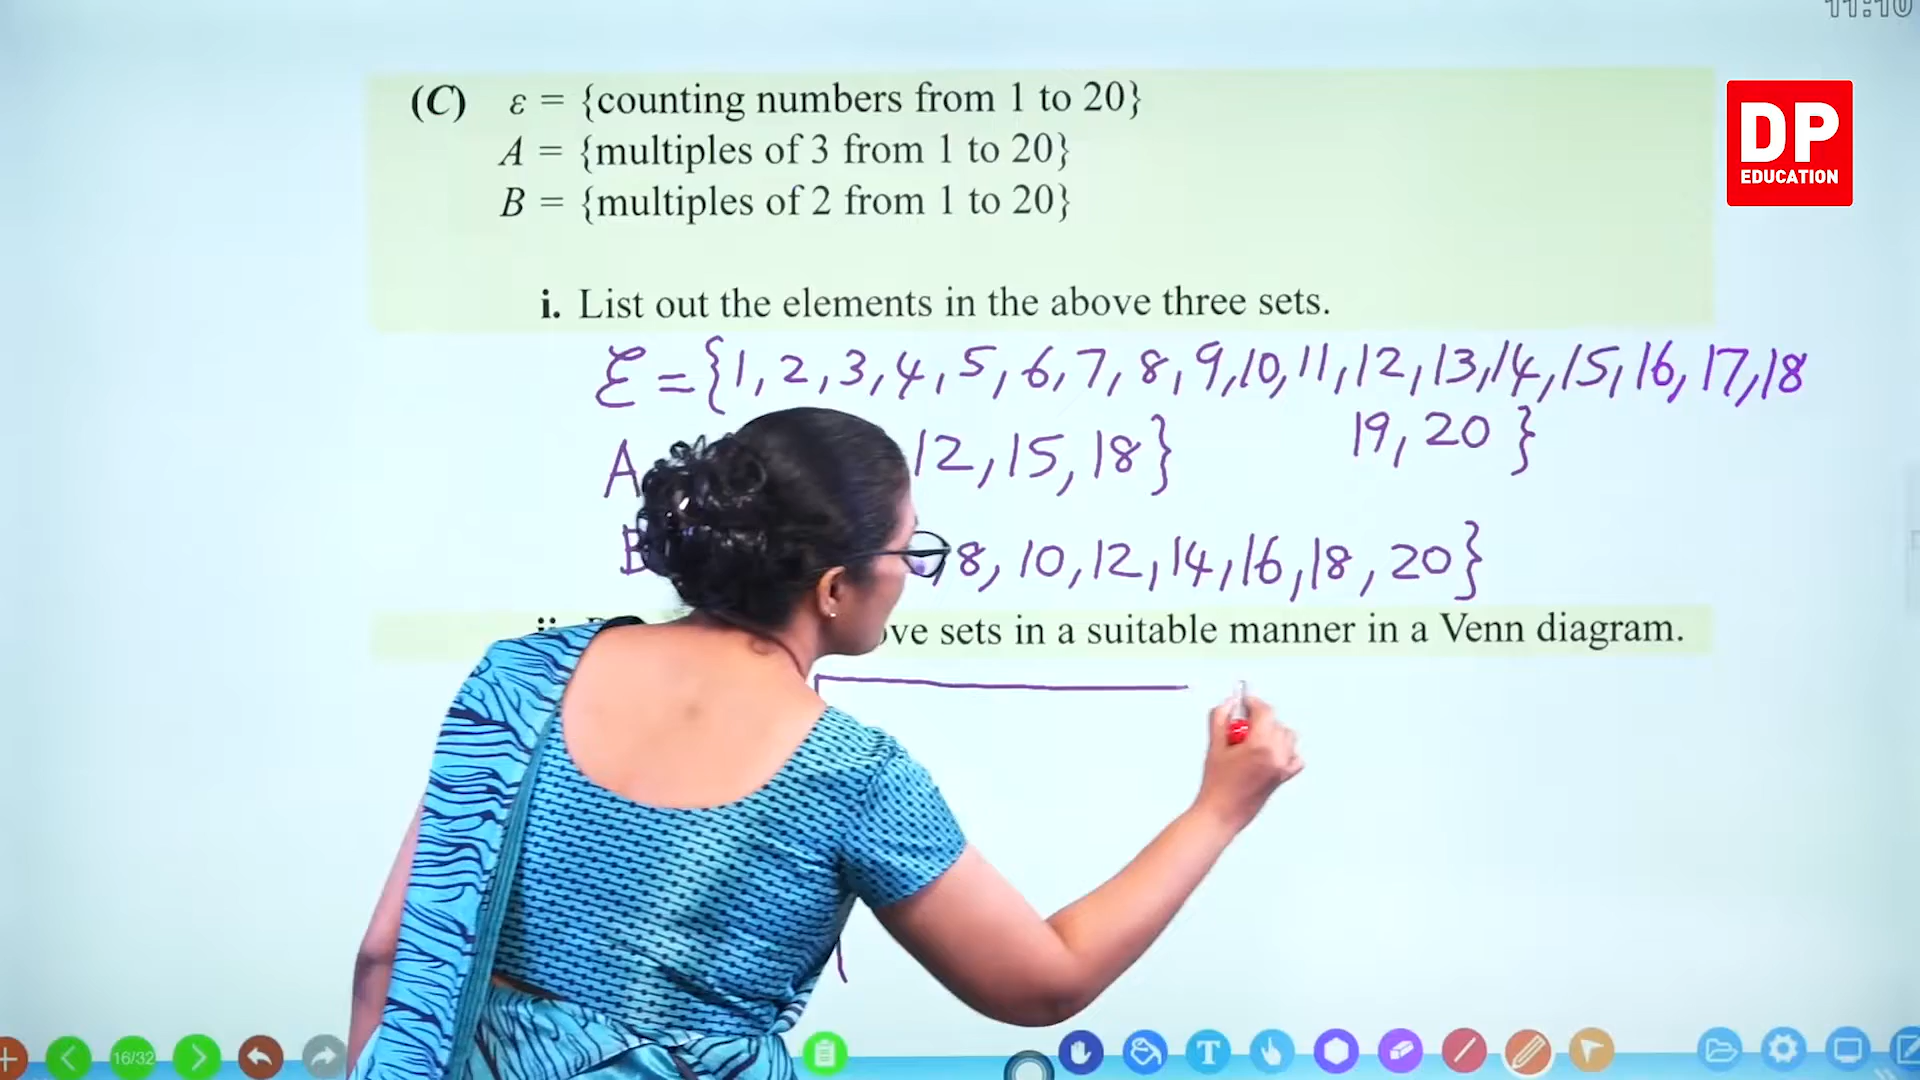 11:10
(C) ε = {counting numbers from 1 to 20}
A = {multiples of 3 from 1 to 20}
B = {multiples of 2 from 1 to 20}
DP
EDUCATION
i. List out the elements in the above three sets.
ℰ = {1, 2, 3, 4, 5, 6, 7, 8, 9, 10, 11, 12, 13, 14, 15, 16, 17, 18
19, 20 }
A 12, 15, 18}
B 8, 10, 12, 14, 16, 18, 20}
sets in a suitable manner in a Venn diagram.
16/32
T